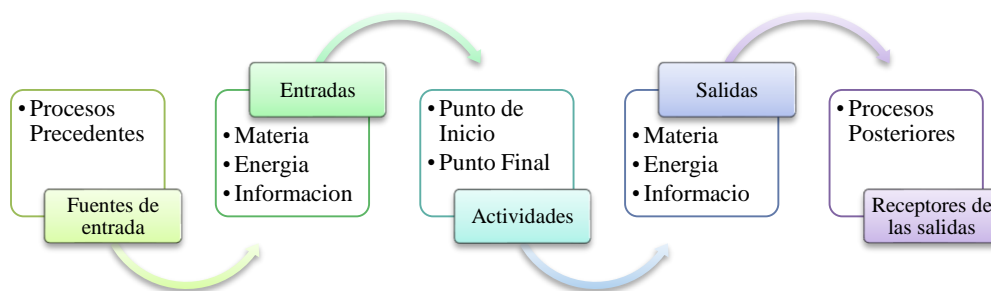 • Procesos
Precedentes
Fuentes de
entrada
Entradas
• Materia
• Energia
• Informacion
• Punto de
Inicio
• Punto Final
Actividades
Salidas
• Materia
• Energia
• Informacio
• Procesos
Posteriores
Receptores de
las salidas